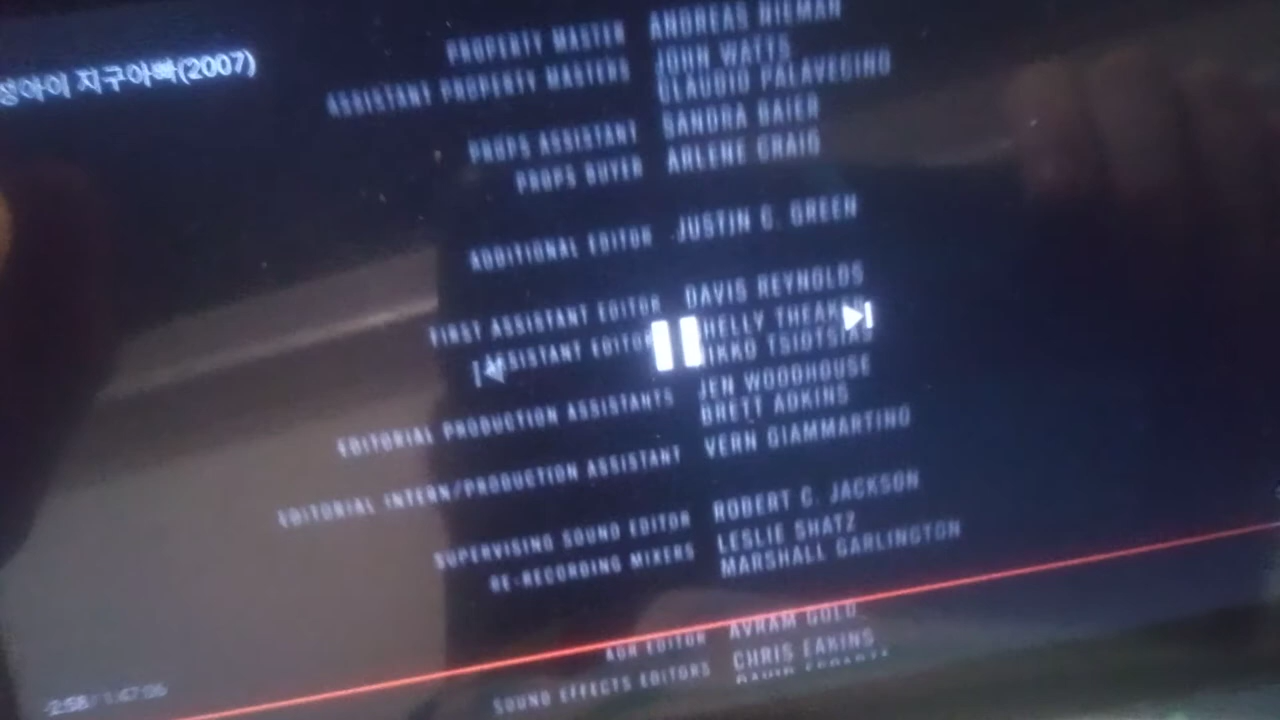 성아이 지구아빠(2007)
PROPERTY MASTER ANDREAS NIEMAN
ASSISTANT PROPERTY MASTERS JOHN WATTS
CLAUDIO PALAVECINO
PROPS ASSISTANT SANDRA BAIER
PROPS BUYER ARLENE CRAIG
ADDITIONAL EDITOR JUSTIN C. GREEN
FIRST ASSISTANT EDITOR DAVIS REYNOLDS
ASSISTANT EDITOR
TSIOTSIAS
EDITORIAL PRODUCTION ASSISTANTS JEN WOODHOUSE
BRETT ADKINS
EDITORIAL INTERN/PRODUCTION ASSISTANT VERN GIAMMARTINO
SUPERVISING SOUND EDITOR ROBERT C. JACKSON
RE-RECORDING MIXERS LESLIE SHATZ
MARSHALL GARLINGTON
ADR EDITOR AVRAM GOLD
SOUND EFFECTS EDITORS CHRIS EAKINS